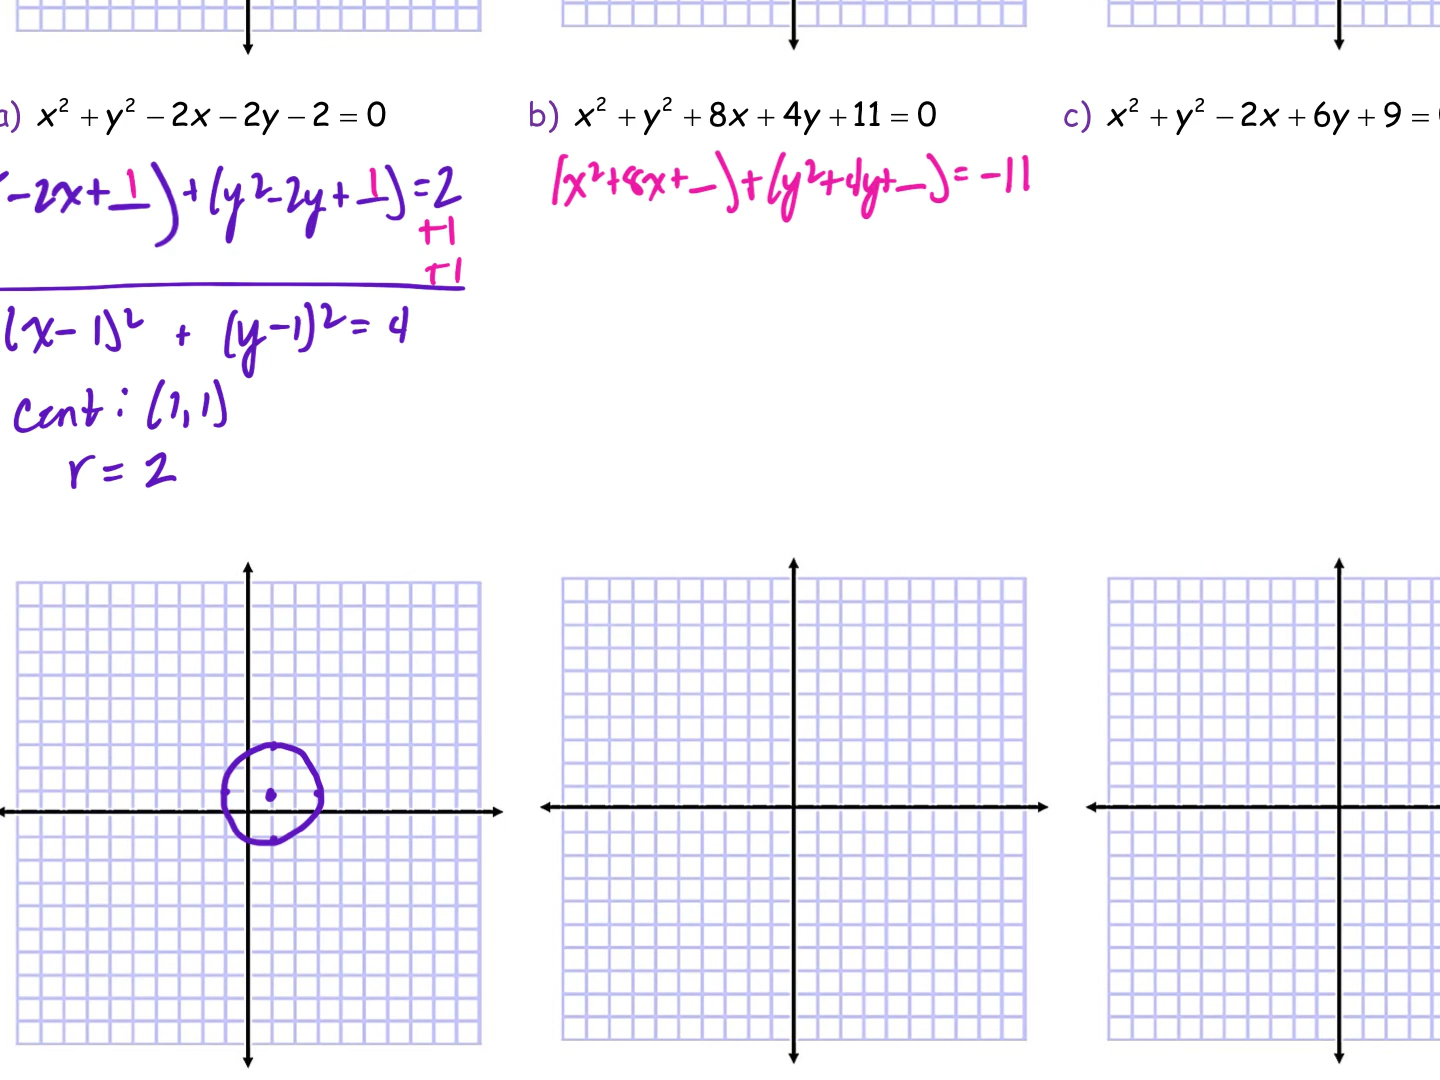 a) x² + y² − 2x − 2y − 2 = 0
−2x + 1) + (y² − 2y + 1) = 2
+1
+1
(x − 1)² + (y − 1)² = 4
cent : (1, 1)
r = 2
b) x² + y² + 8x + 4y + 11 = 0
(x² + 8x + _) + (y² + 4y + _) = −11
c) x² + y² − 2x + 6y + 9 =